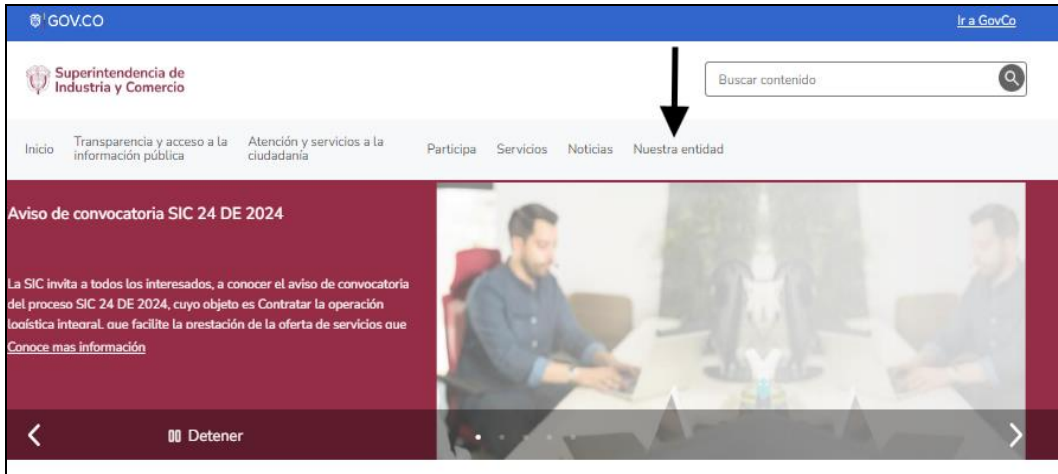 GOV.CO
Ir a GovCo
Superintendencia de
Industria y Comercio
Buscar contenido
Inicio
Transparencia y acceso a la
información pública
Atención y servicios a la
ciudadanía
Participa
Servicios
Noticias
Nuestra entidad
Aviso de convocatoria SIC 24 DE 2024
La SIC invita a todos los interesados, a conocer el aviso de convocatoria
del proceso SIC 24 DE 2024, cuyo objeto es Contratar la operación
logística integral, que facilite la prestación de la oferta de servicios que
Conoce mas información
Detener